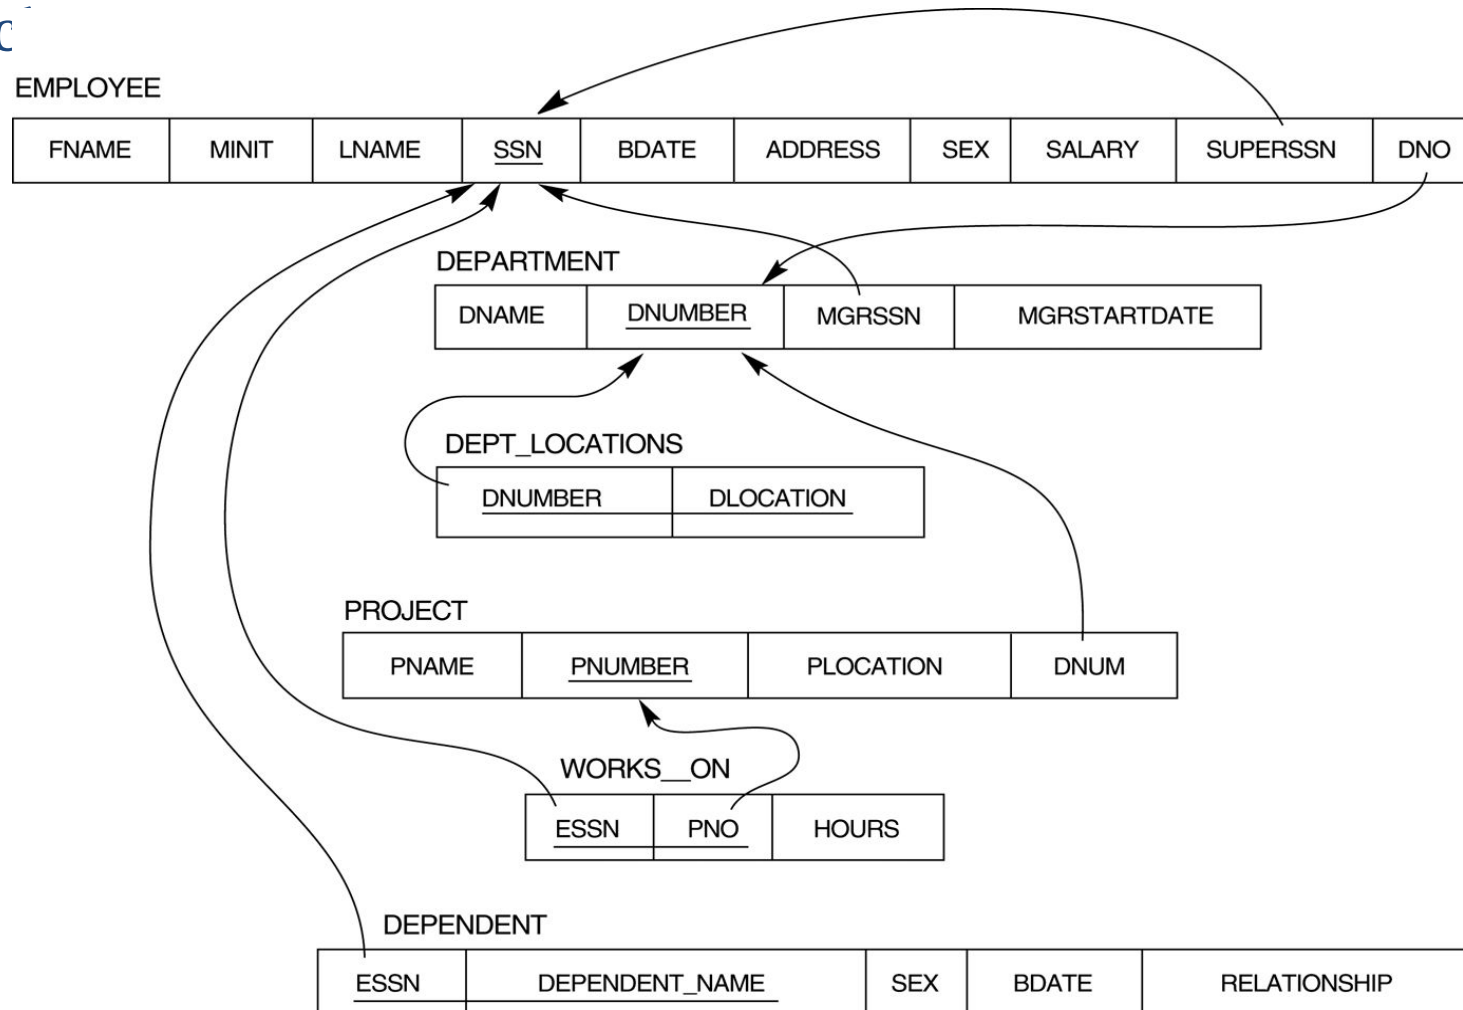 EMPLOYEE
FNAME MINIT LNAME SSN BDATE ADDRESS SEX SALARY SUPERSSN DNO
DEPARTMENT
DNAME DNUMBER MGRSSN MGRSTARTDATE
DEPT_LOCATIONS
DNUMBER DLOCATION
PROJECT
PNAME PNUMBER PLOCATION DNUM
WORKS__ON
ESSN PNO HOURS
DEPENDENT
ESSN DEPENDENT_NAME SEX BDATE RELATIONSHIP